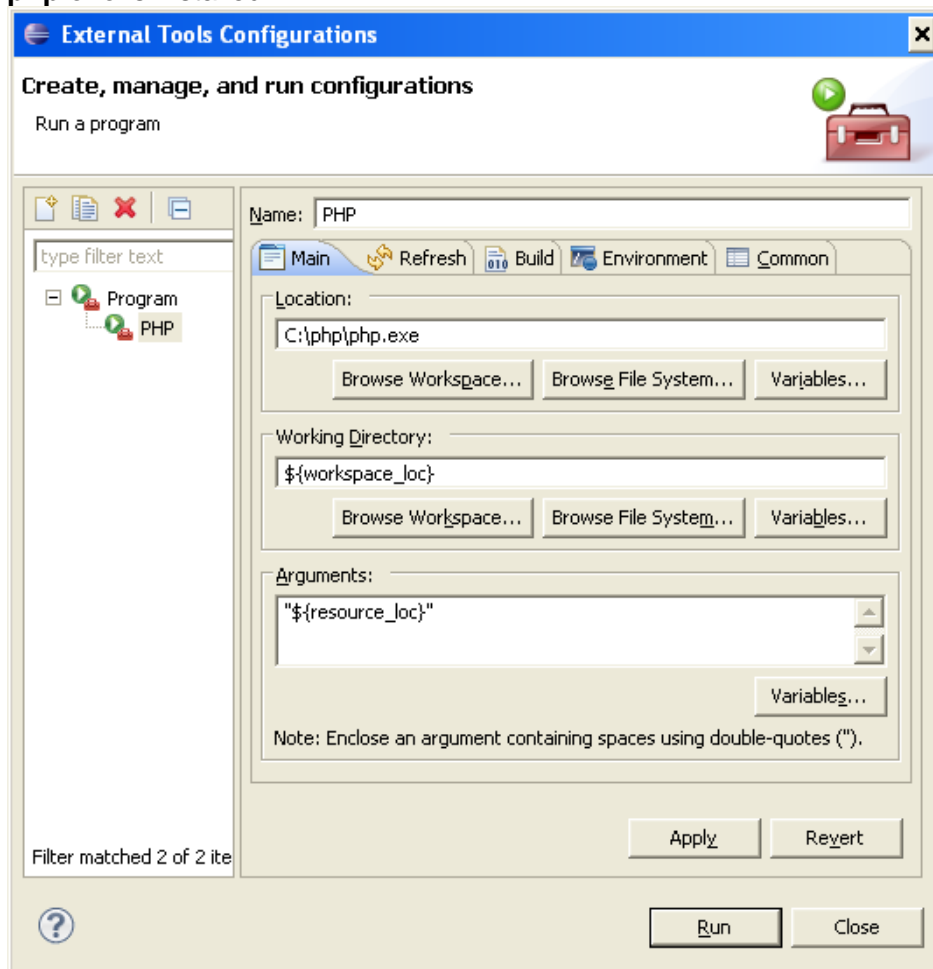 External Tools Configurations
Create, manage, and run configurations
Run a program
Name: PHP
type filter text
Main Refresh Build Environment Common
Program
PHP
Location:
C:\php\php.exe
Browse Workspace... Browse File System... Variables...
Working Directory:
${workspace_loc}
Browse Workspace... Browse File System... Variables...
Arguments:
"${resource_loc}"
Variables...
Note: Enclose an argument containing spaces using double-quotes (").
Apply Revert
Filter matched 2 of 2 ite
Run Close